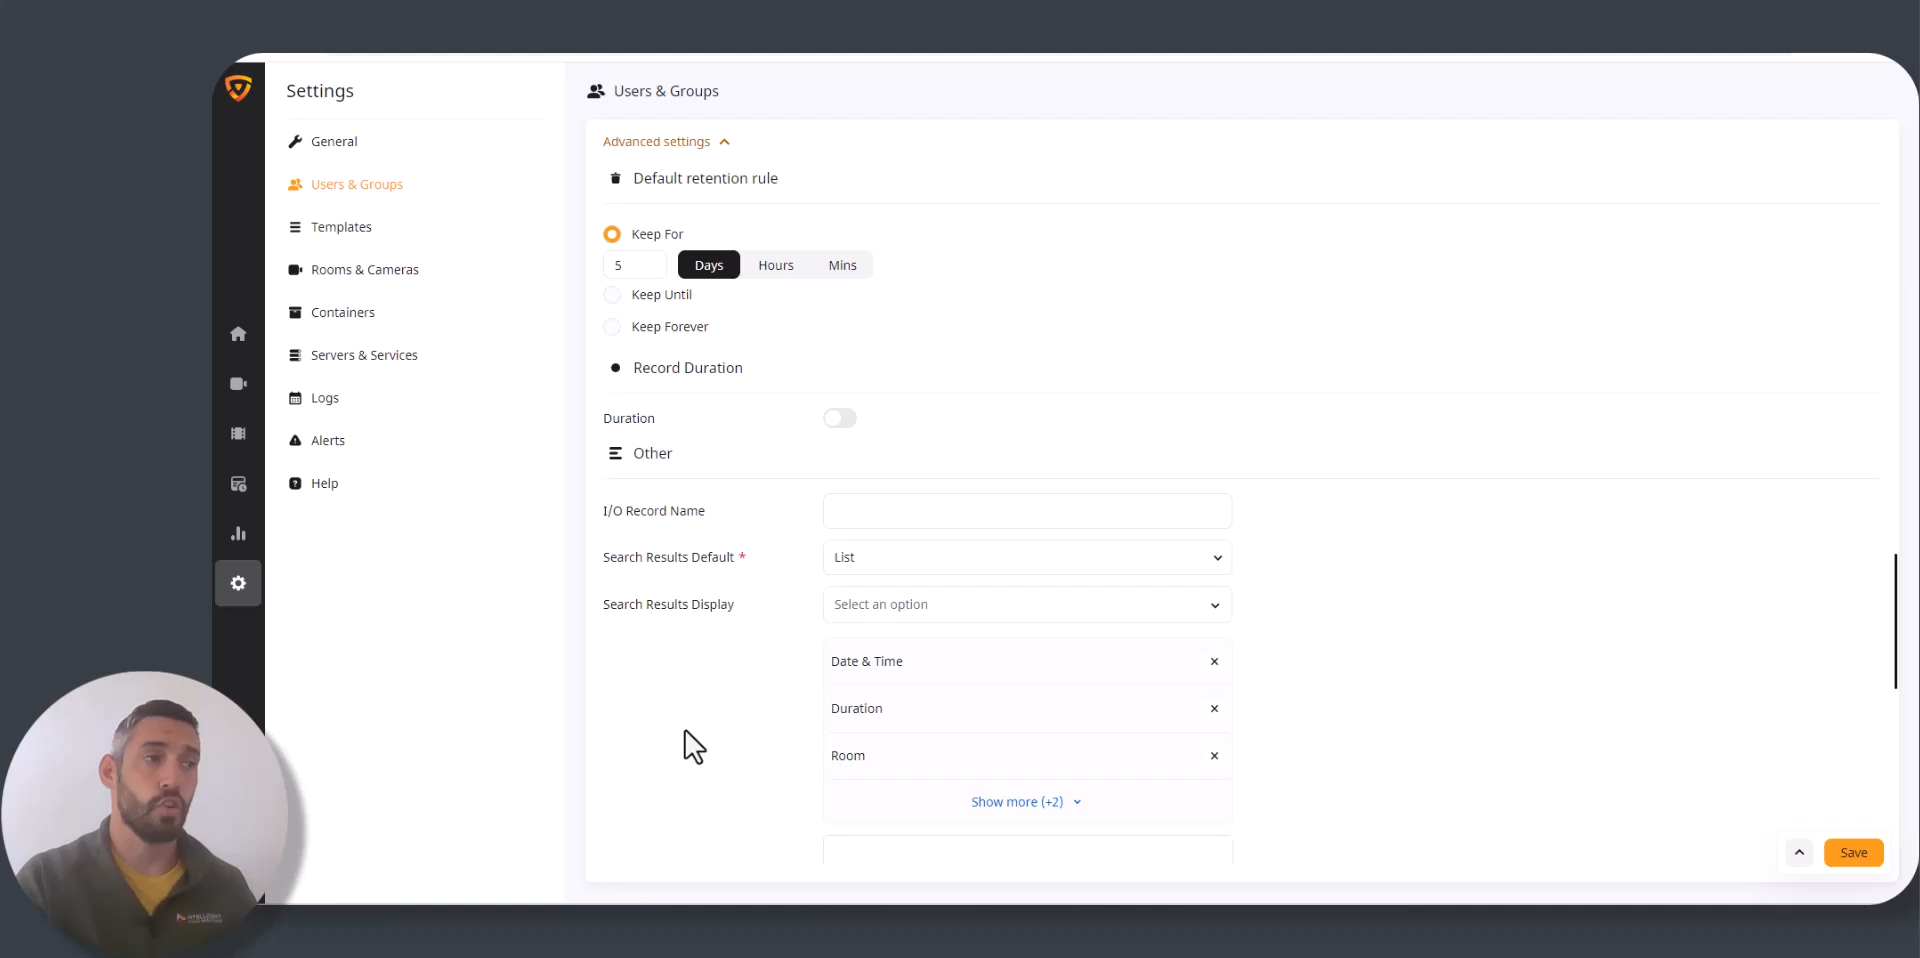 Settings
General
Users & Groups
Templates
Rooms & Cameras
Containers
Servers & Services
Logs
Alerts
Help
Users & Groups
Advanced settings
Default retention rule
Keep For
5 Days Hours Mins
Keep Until
Keep Forever
Record Duration
Duration
Other
I/O Record Name
Search Results Default * List
Search Results Display Select an option
Date & Time
Duration
Room
Show more (+2)
Save